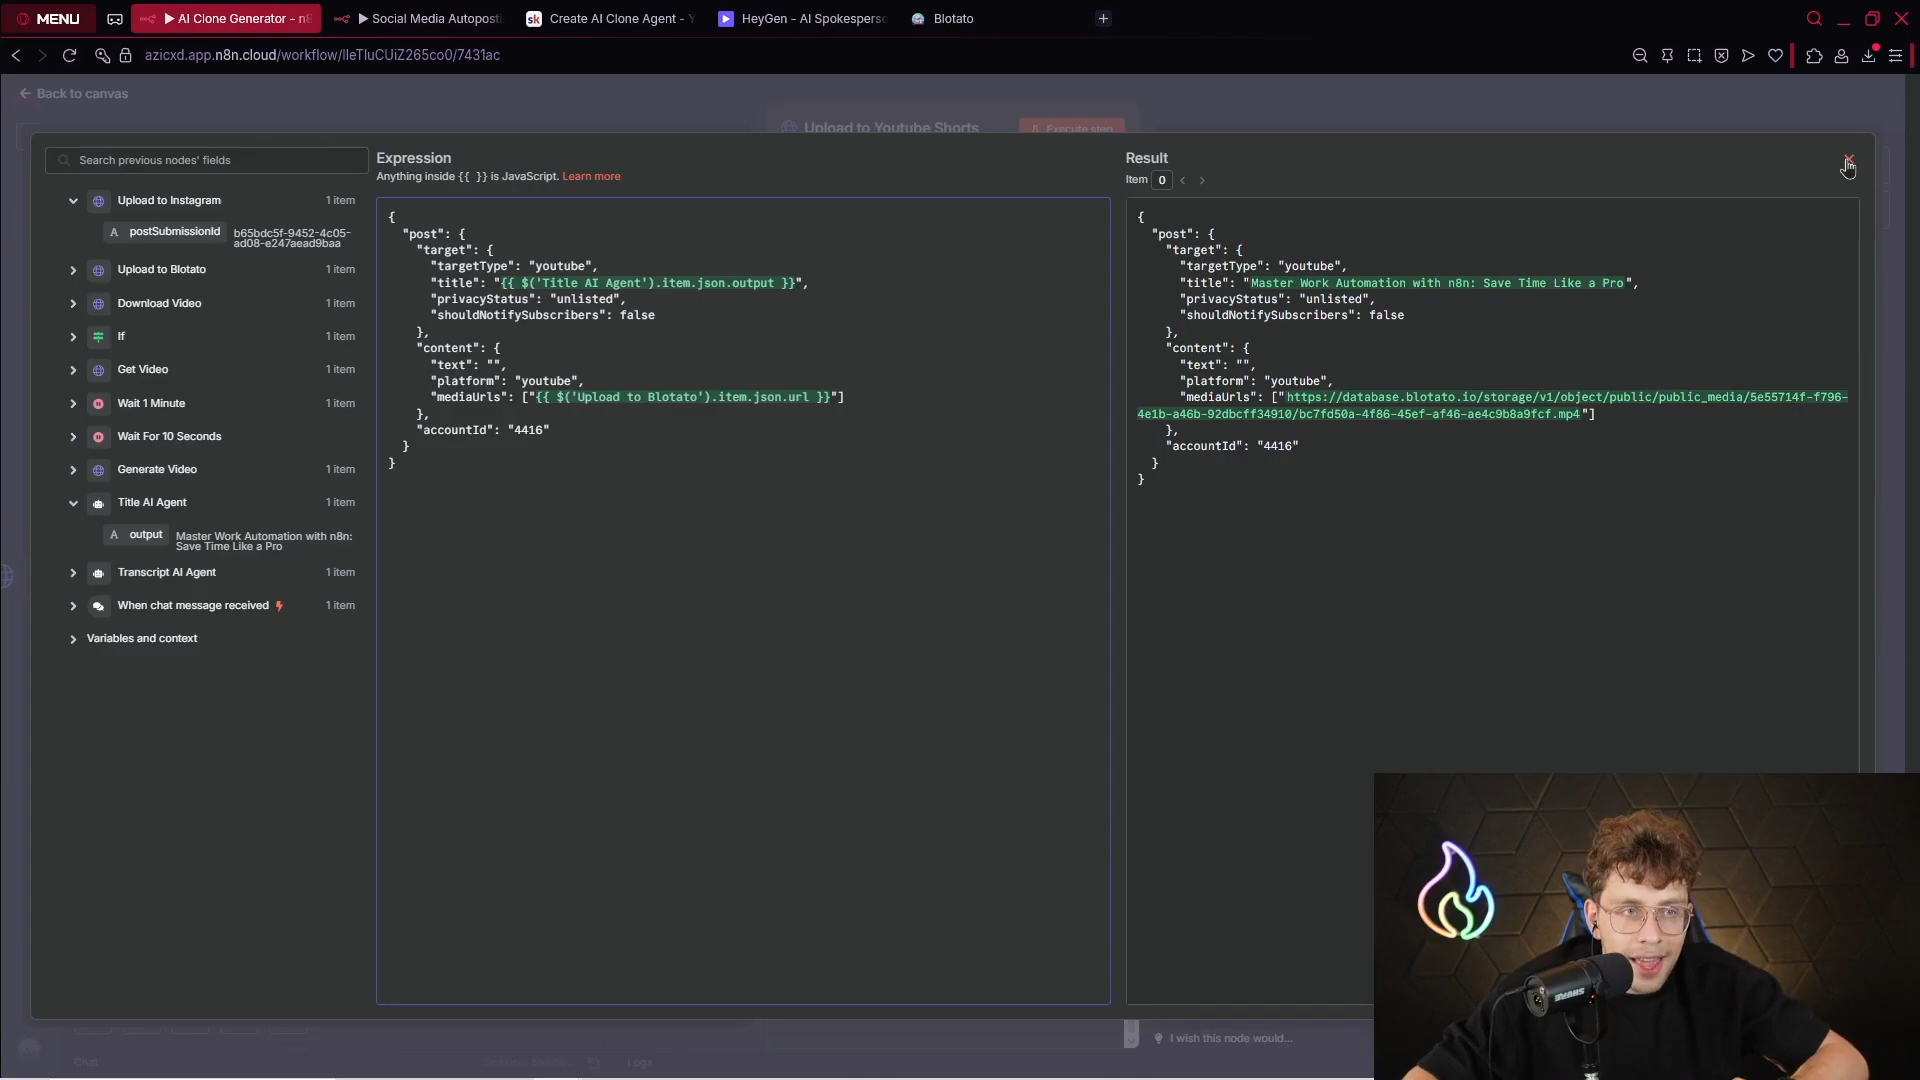 MENU
AI Clone Generator - n8
Social Media Autoposti
sk
Create AI Clone Agent - Y
HeyGen - AI Spokesperso
Blotato
azicxd.app.n8n.cloud/workflow/lleTluCUiZ265co0/7431ac
Back to canvas
Upload to Youtube Shorts
Execute step
Search previous nodes' fields
Expression
Anything inside {{ }} is JavaScript. Learn more
Result
Item 0
Upload to Instagram 1 item
A postSubmissionId b65bdc5f-9452-4c05-
ad08-e247aead9baa
Upload to Blotato 1 item
Download Video 1 item
If 1 item
Get Video 1 item
Wait 1 Minute 1 item
Wait For 10 Seconds 1 item
Generate Video 1 item
Title AI Agent 1 item
A output Master Work Automation with n8n:
Save Time Like a Pro
Transcript AI Agent 1 item
When chat message received 1 item
Variables and context
{
"post": {
"target": {
"targetType": "youtube",
"title": "{{ $('Title AI Agent').item.json.output }}",
"privacyStatus": "unlisted",
"shouldNotifySubscribers": false
},
"content": {
"text": "",
"platform": "youtube",
"mediaUrls": ["{{ $('Upload to Blotato').item.json.url }}"]
},
"accountId": "4416"
}
}
{
"post": {
"target": {
"targetType": "youtube",
"title": "Master Work Automation with n8n: Save Time Like a Pro",
"privacyStatus": "unlisted",
"shouldNotifySubscribers": false
},
"content": {
"text": "",
"platform": "youtube",
"mediaUrls": ["https://database.blotato.io/storage/v1/object/public/public_media/5e55714f-f796-
4e1b-a46b-92dbcff34910/bc7fd50a-4f86-45ef-af46-ae4c9b8a9fcf.mp4"]
},
"accountId": "4416"
}
}
I wish this node would...
Chat
Logs
SHURE